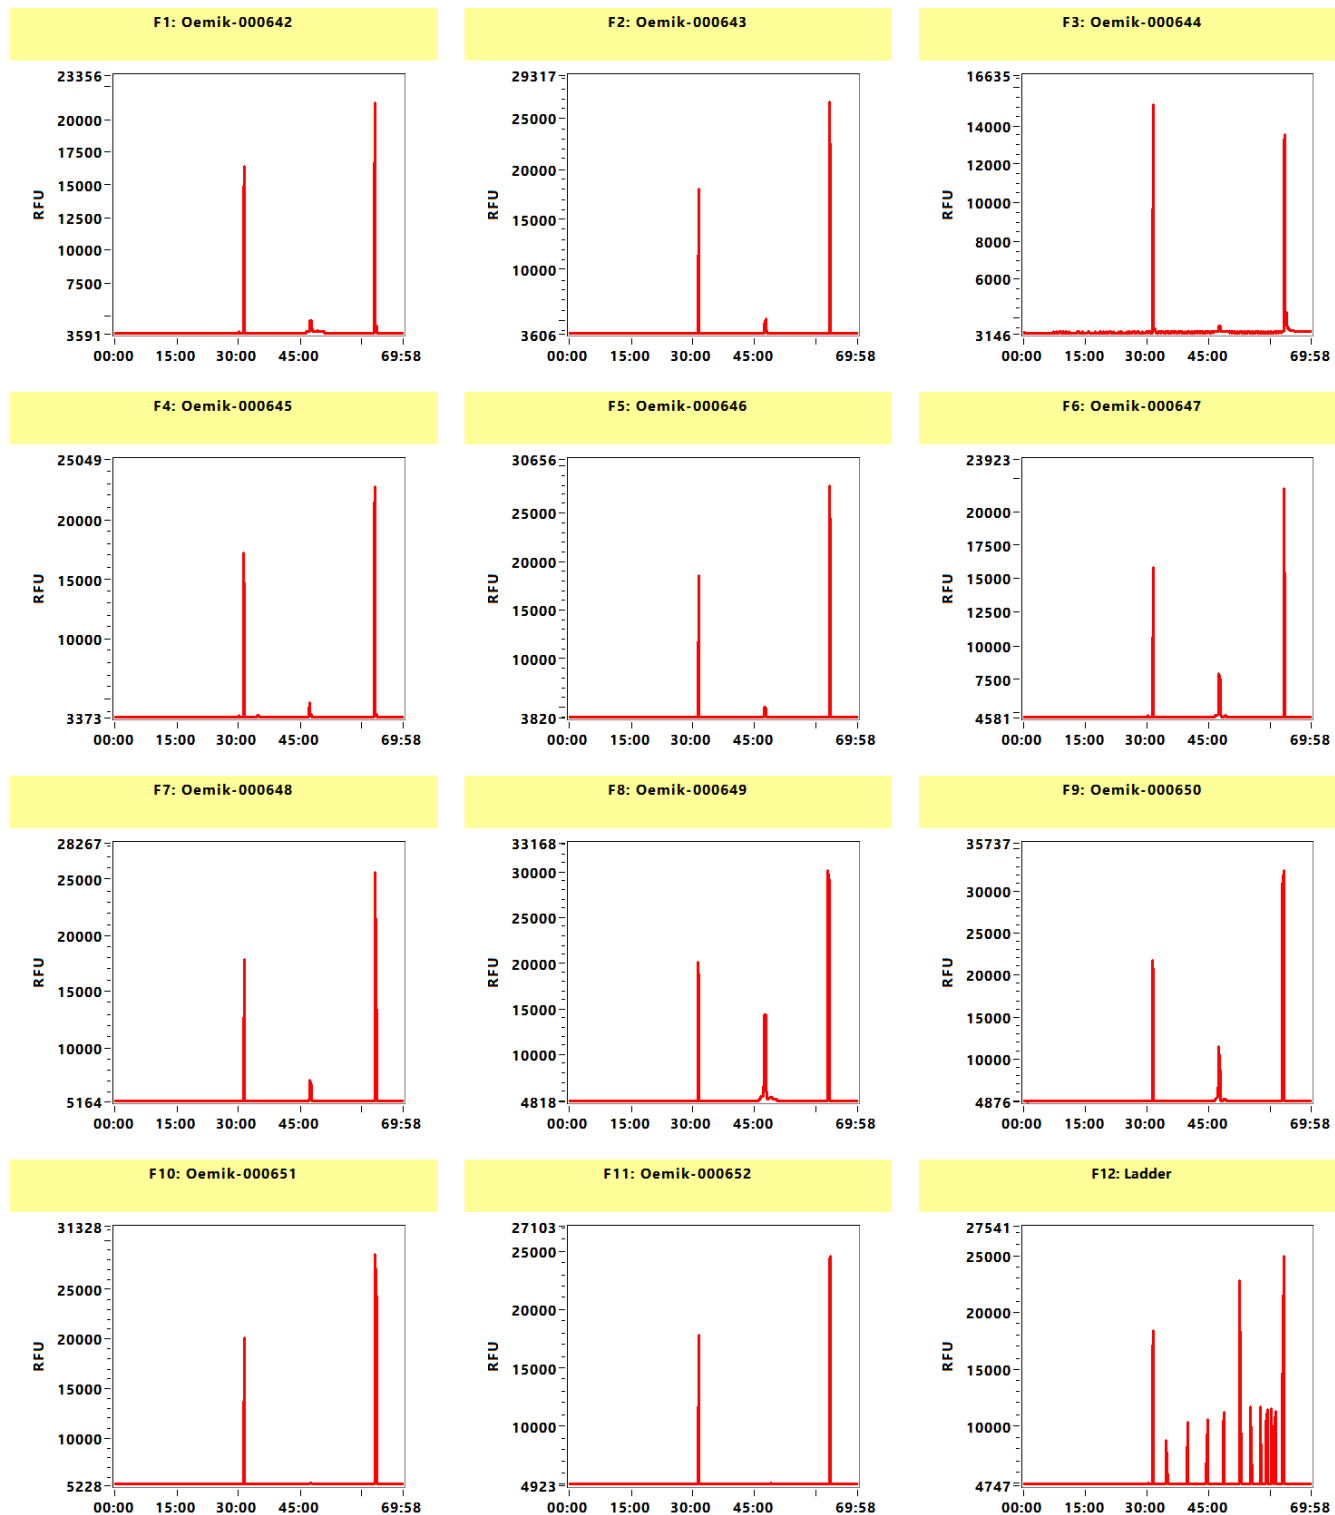 F1: Oemik-000642
F2: Oemik-000643
F3: Oemik-000644
23356
20000
17500
15000
12500
10000
7500
3591
RFU
00:00 15:00 30:00 45:00 69:58
29317
25000
20000
15000
10000
3606
RFU
00:00 15:00 30:00 45:00 69:58
16635
14000
12000
10000
8000
6000
3146
RFU
00:00 15:00 30:00 45:00 69:58
F4: Oemik-000645
F5: Oemik-000646
F6: Oemik-000647
25049
20000
15000
10000
3373
RFU
00:00 15:00 30:00 45:00 69:58
30656
25000
20000
15000
10000
3820
RFU
00:00 15:00 30:00 45:00 69:58
23923
20000
17500
15000
12500
10000
7500
4581
RFU
00:00 15:00 30:00 45:00 69:58
F7: Oemik-000648
F8: Oemik-000649
F9: Oemik-000650
28267
25000
20000
15000
10000
5164
RFU
00:00 15:00 30:00 45:00 69:58
33168
30000
25000
20000
15000
10000
4818
RFU
00:00 15:00 30:00 45:00 69:58
35737
30000
25000
20000
15000
10000
4876
RFU
00:00 15:00 30:00 45:00 69:58
F10: Oemik-000651
F11: Oemik-000652
F12: Ladder
31328
25000
20000
15000
10000
5228
RFU
00:00 15:00 30:00 45:00 69:58
27103
25000
20000
15000
10000
4923
RFU
00:00 15:00 30:00 45:00 69:58
27541
25000
20000
15000
10000
4747
RFU
00:00 15:00 30:00 45:00 69:58